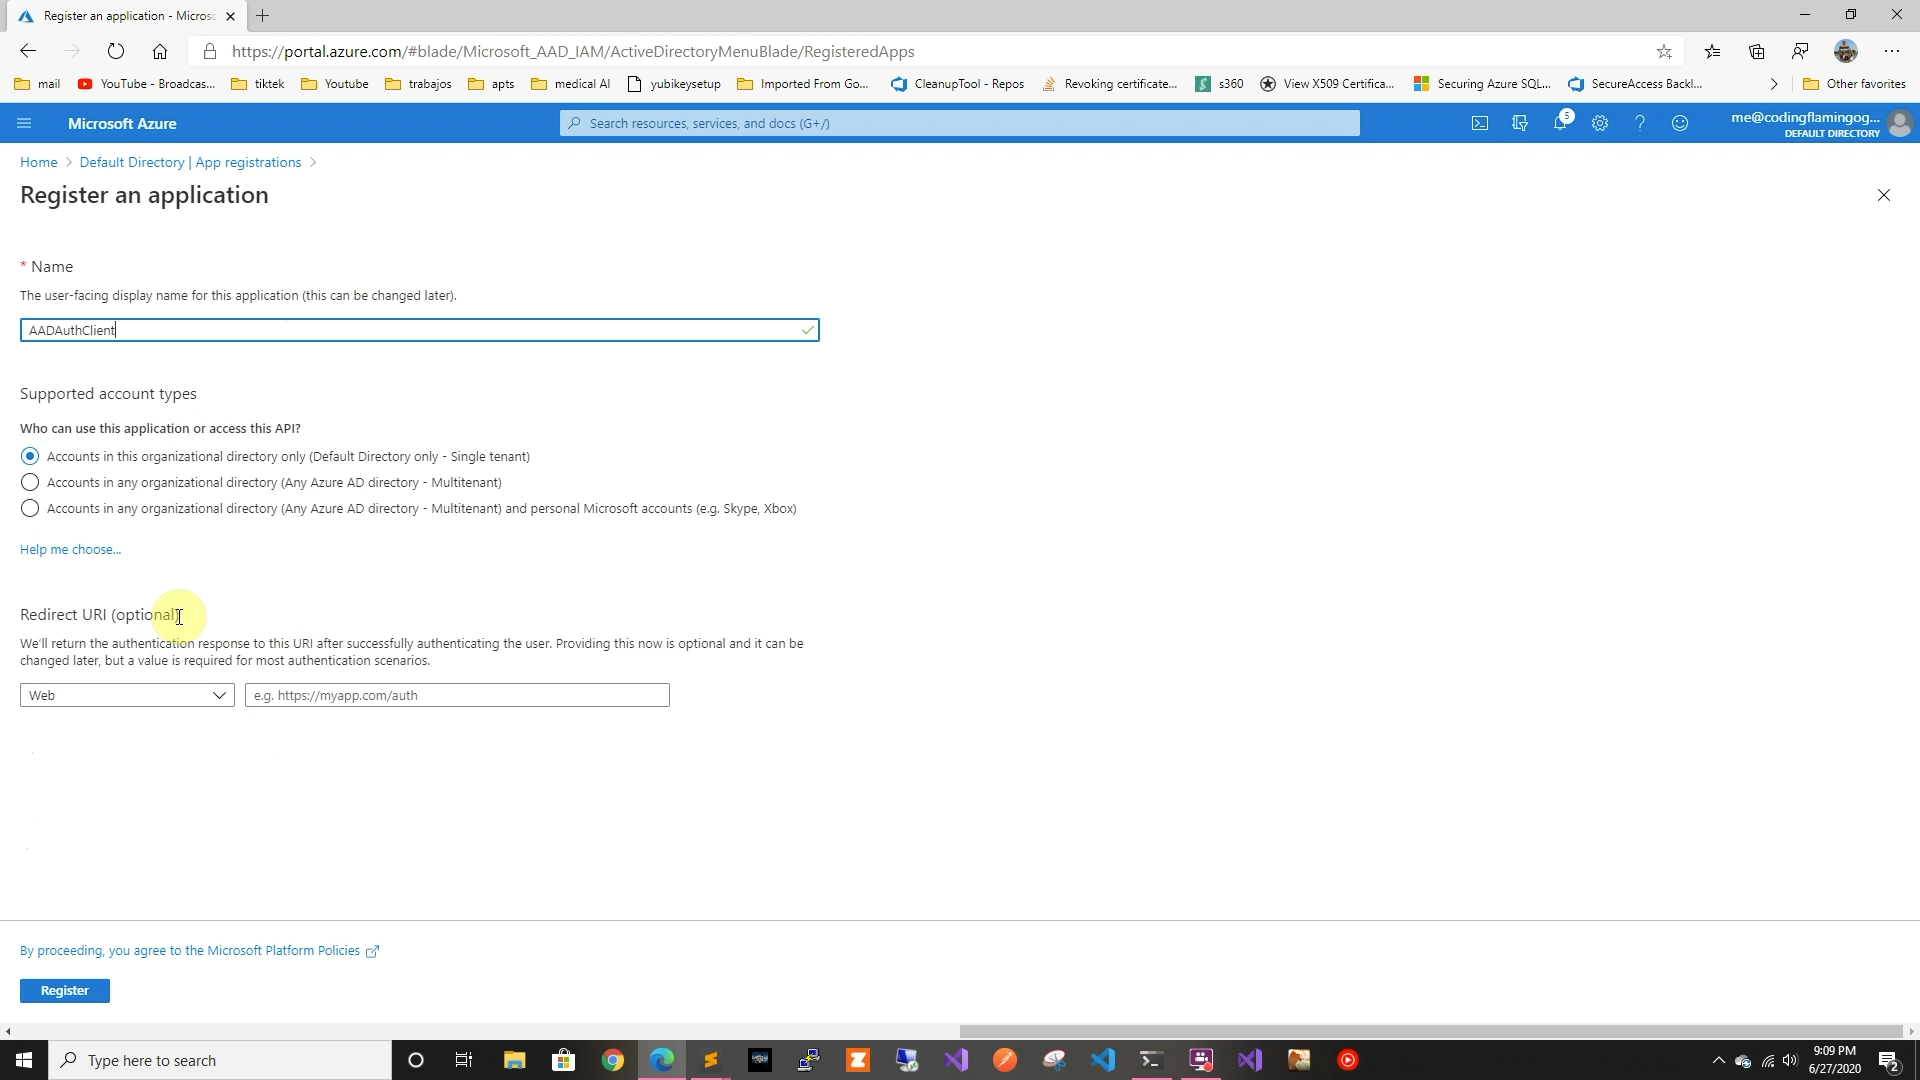 Register an application - Microsc
https://portal.azure.com/#blade/Microsoft_AAD_IAM/ActiveDirectoryMenuBlade/RegisteredApps
mail
YouTube - Broadcas...
tiktek
Youtube
trabajos
apts
medical AI
yubikeysetup
Imported From Go...
CleanupTool - Repos
Revoking certificate...
s360
View X509 Certifica...
Securing Azure SQL...
SecureAccess Backl...
Other favorites
Microsoft Azure
Search resources, services, and docs (G+/)
5
me@codingflamingog...
DEFAULT DIRECTORY
Home > Default Directory | App registrations >
Register an application
* Name
The user-facing display name for this application (this can be changed later).
AADAuthClient
Supported account types
Who can use this application or access this API?
Accounts in this organizational directory only (Default Directory only - Single tenant)
Accounts in any organizational directory (Any Azure AD directory - Multitenant)
Accounts in any organizational directory (Any Azure AD directory - Multitenant) and personal Microsoft accounts (e.g. Skype, Xbox)
Help me choose...
Redirect URI (optional)
We'll return the authentication response to this URI after successfully authenticating the user. Providing this now is optional and it can be
changed later, but a value is required for most authentication scenarios.
Web
e.g. https://myapp.com/auth
By proceeding, you agree to the Microsoft Platform Policies
Register
Type here to search
9:09 PM
6/27/2020
2